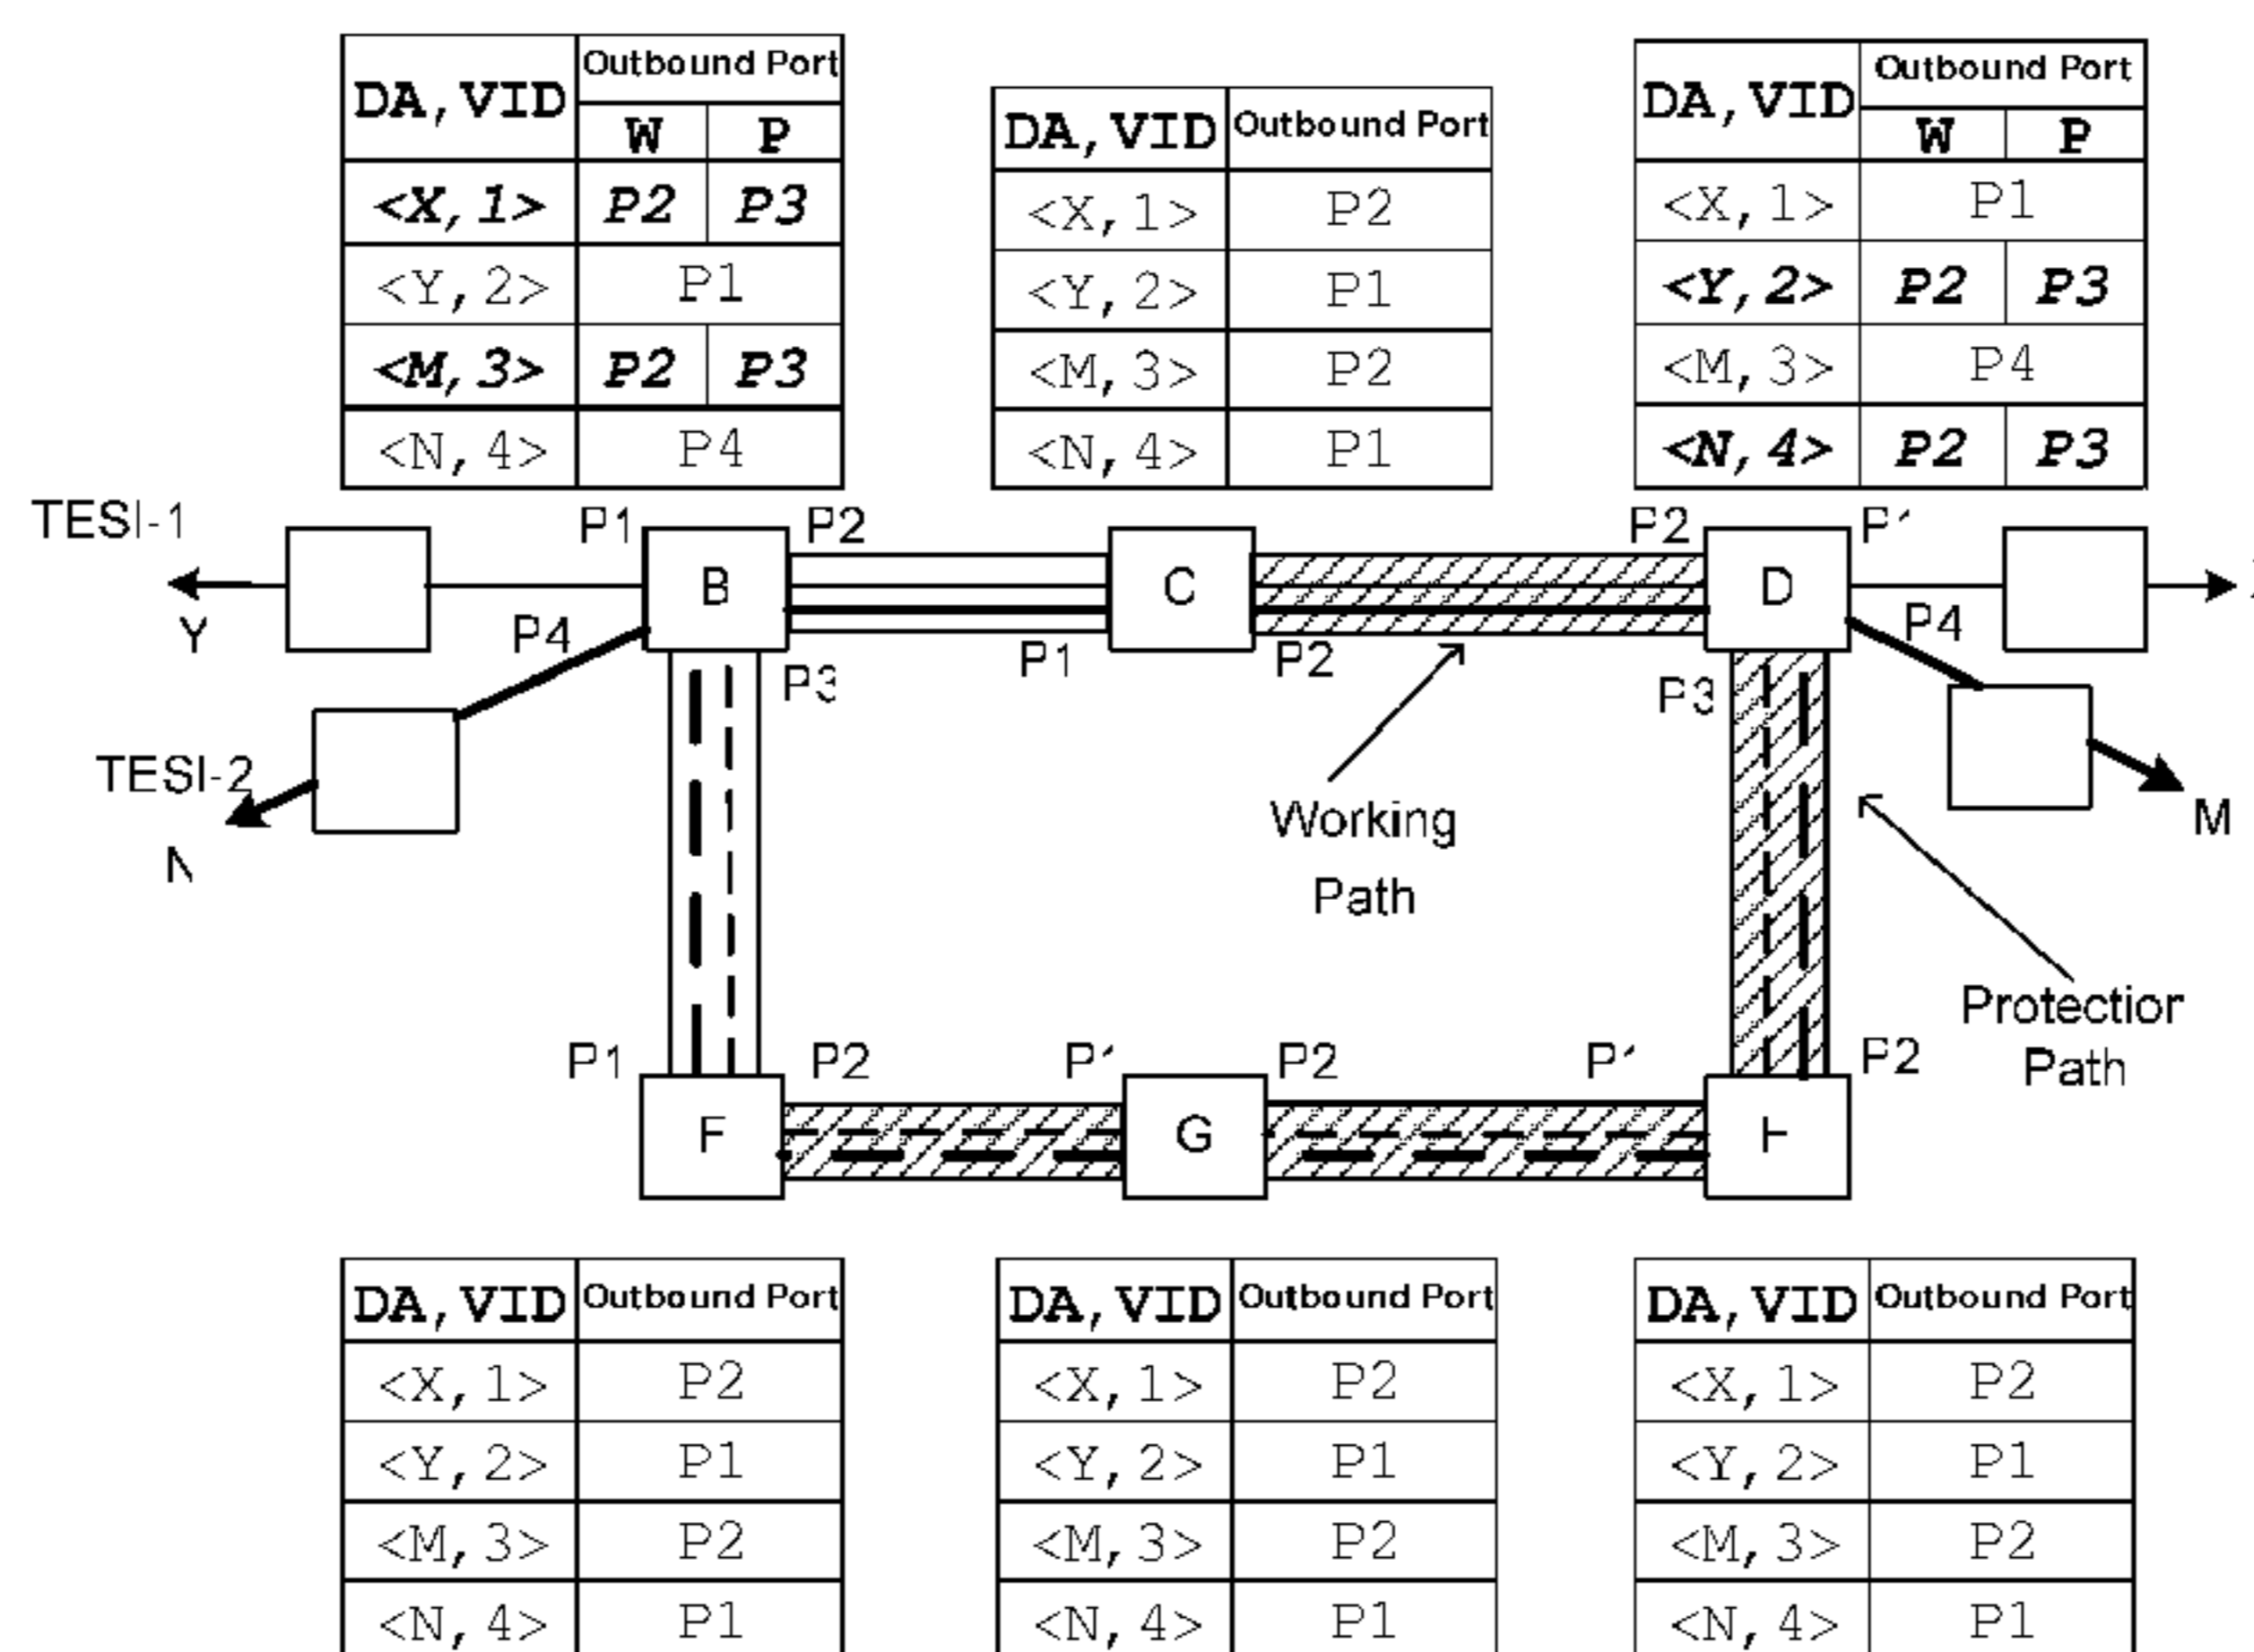 DA,VID Outbound Port
W P
<X,1> P2 P3
<Y,2> P1
<M,3> P2 P3
<N,4> P4
DA,VID Outbound Port
<X,1> P2
<Y,2> P1
<M,3> P2
<N,4> P1
DA,VID Outbound Port
W P
<X,1> P1
<Y,2> P2 P3
<M,3> P4
<N,4> P2 P3
TESI-1 P1 P2 P2
B C D
Y P4 P1 P2 P4
P3 P3
TESI-2
M
Working
Path
Path
P1 P2 P2 P2
F G
DA,VID Outbound Port
<X,1> P2
<Y,2> P1
<M,3> P2
<N,4> P1
DA,VID Outbound Port
<X,1> P2
<Y,2> P1
<M,3> P2
<N,4> P1
DA,VID Outbound Port
<X,1> P2
<Y,2> P1
<M,3> P2
<N,4> P1